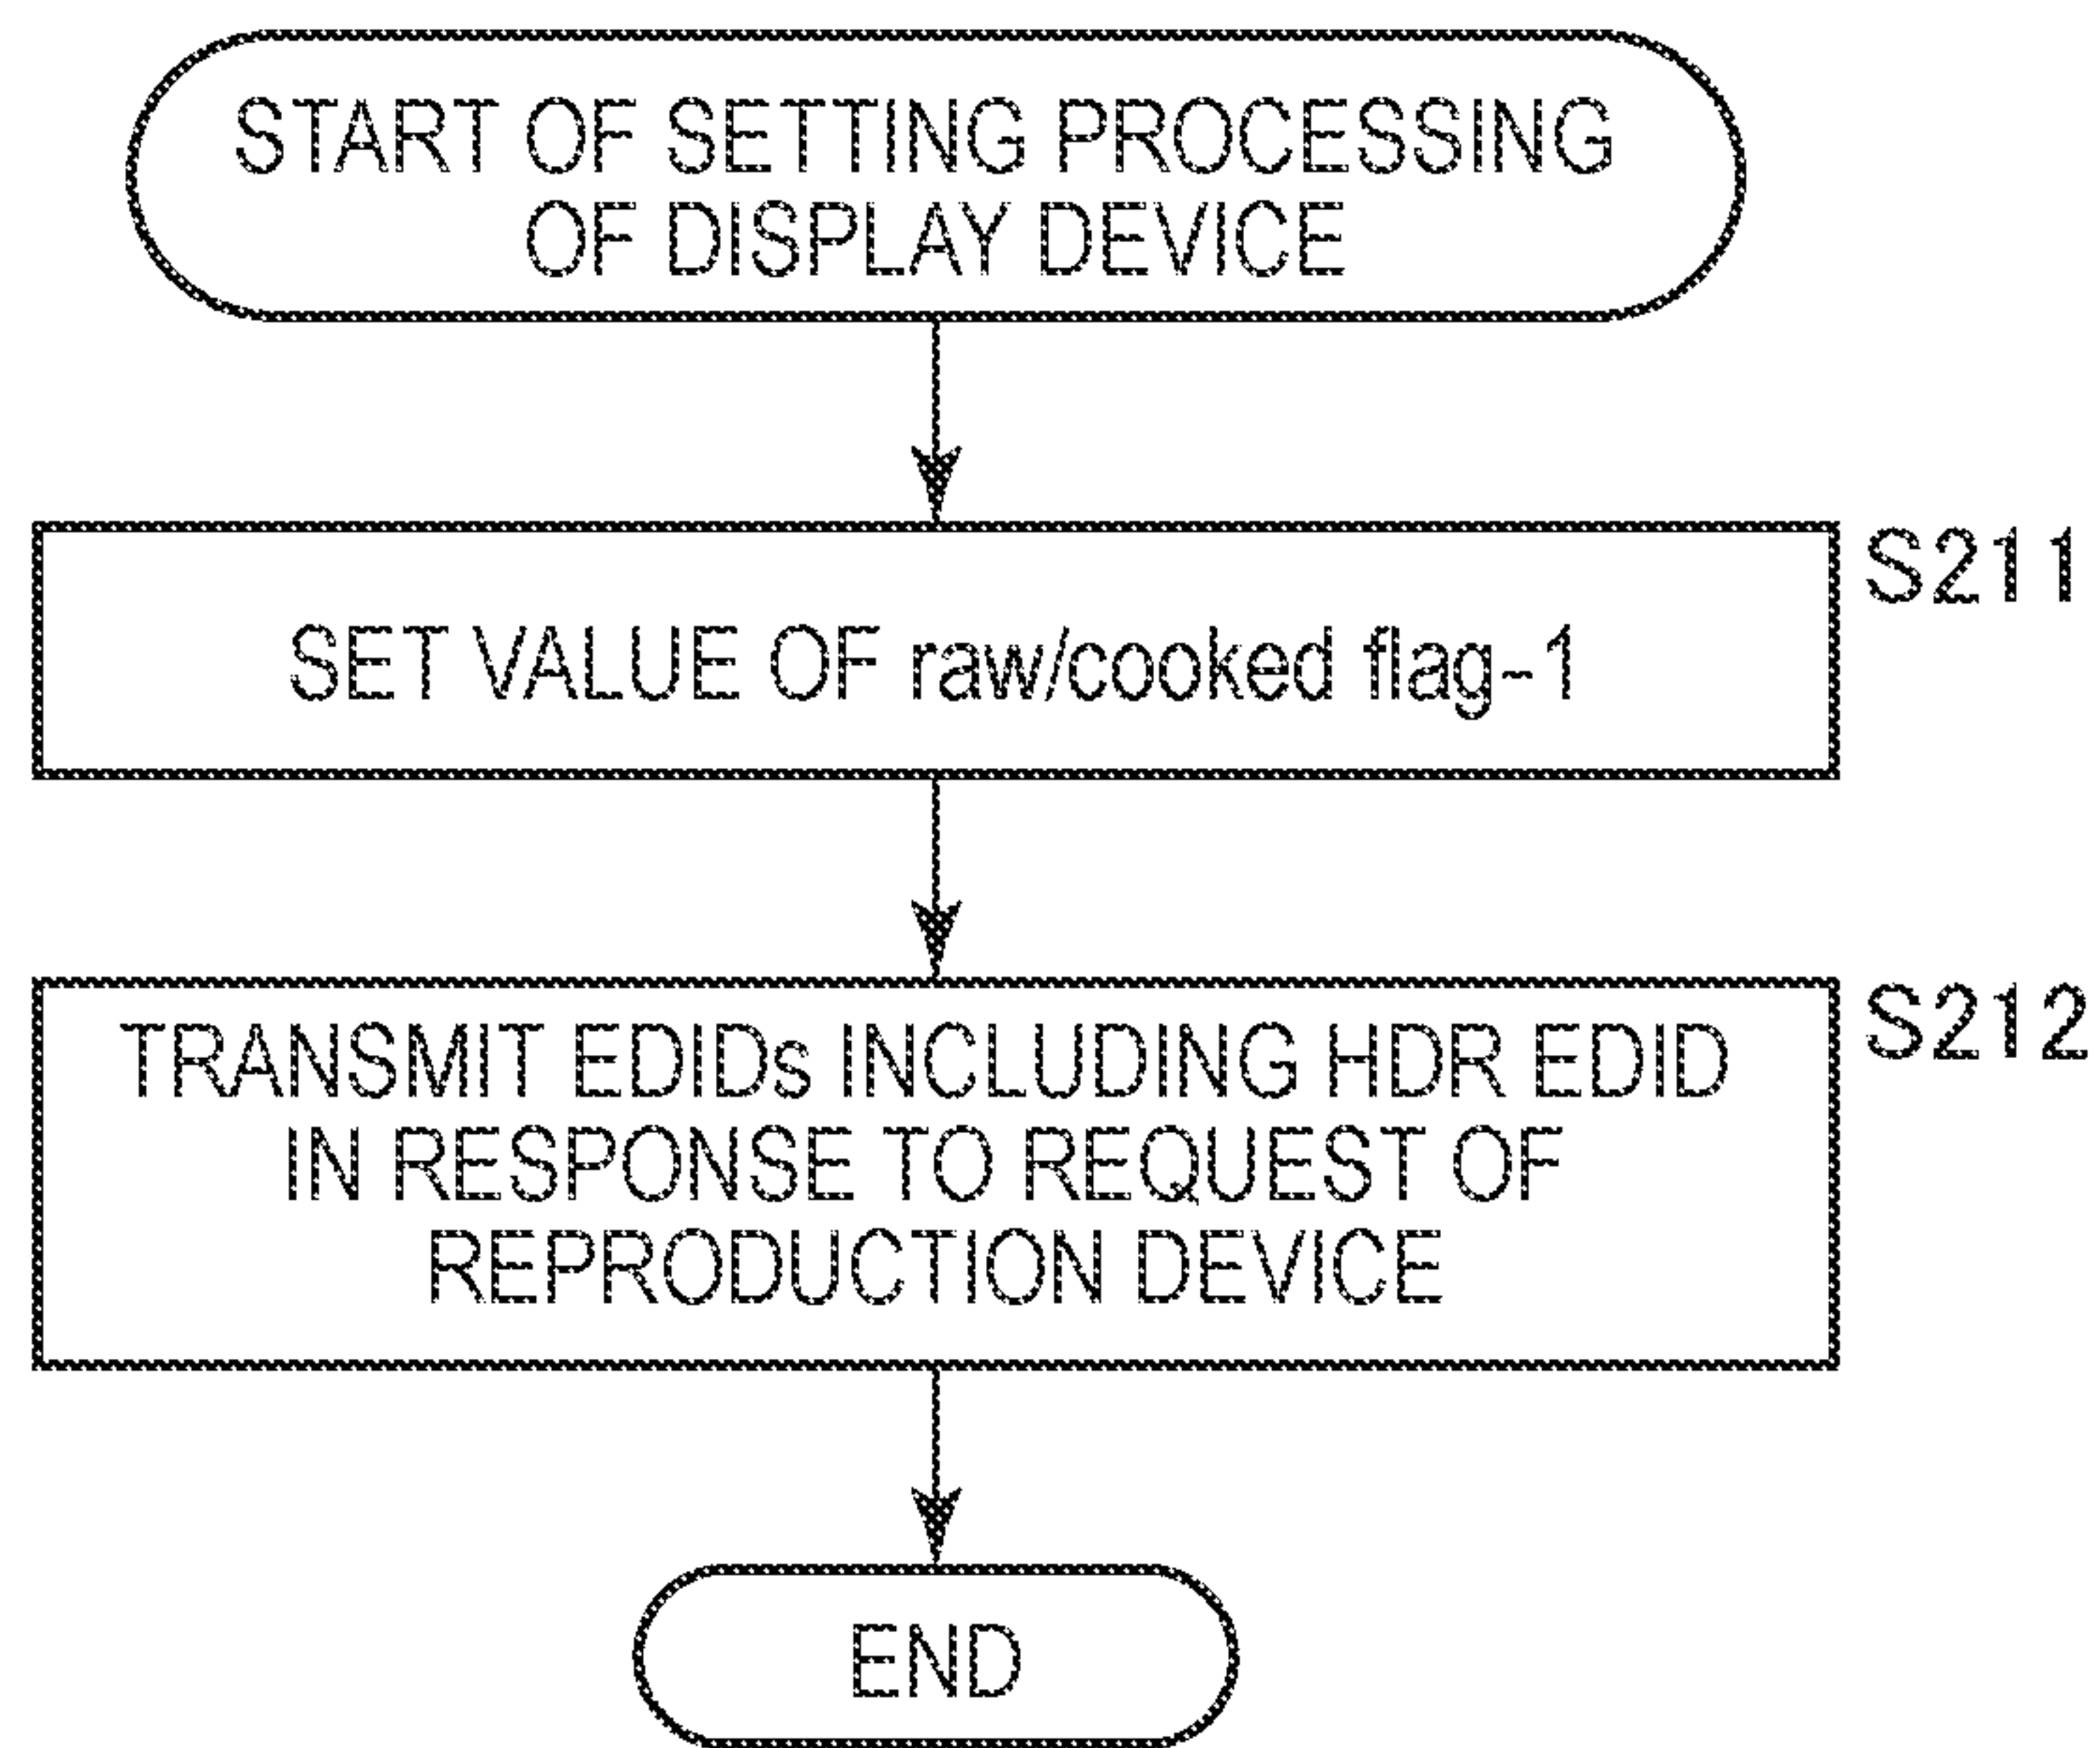 START OF SETTING PROCESSING
OF DISPLAY DEVICE
S211
SET VALUE OF raw/cooked flag-1
S212
TRANSMIT EDIDs INCLUDING HDR EDID
IN RESPONSE TO REQUEST OF
REPRODUCTION DEVICE
END